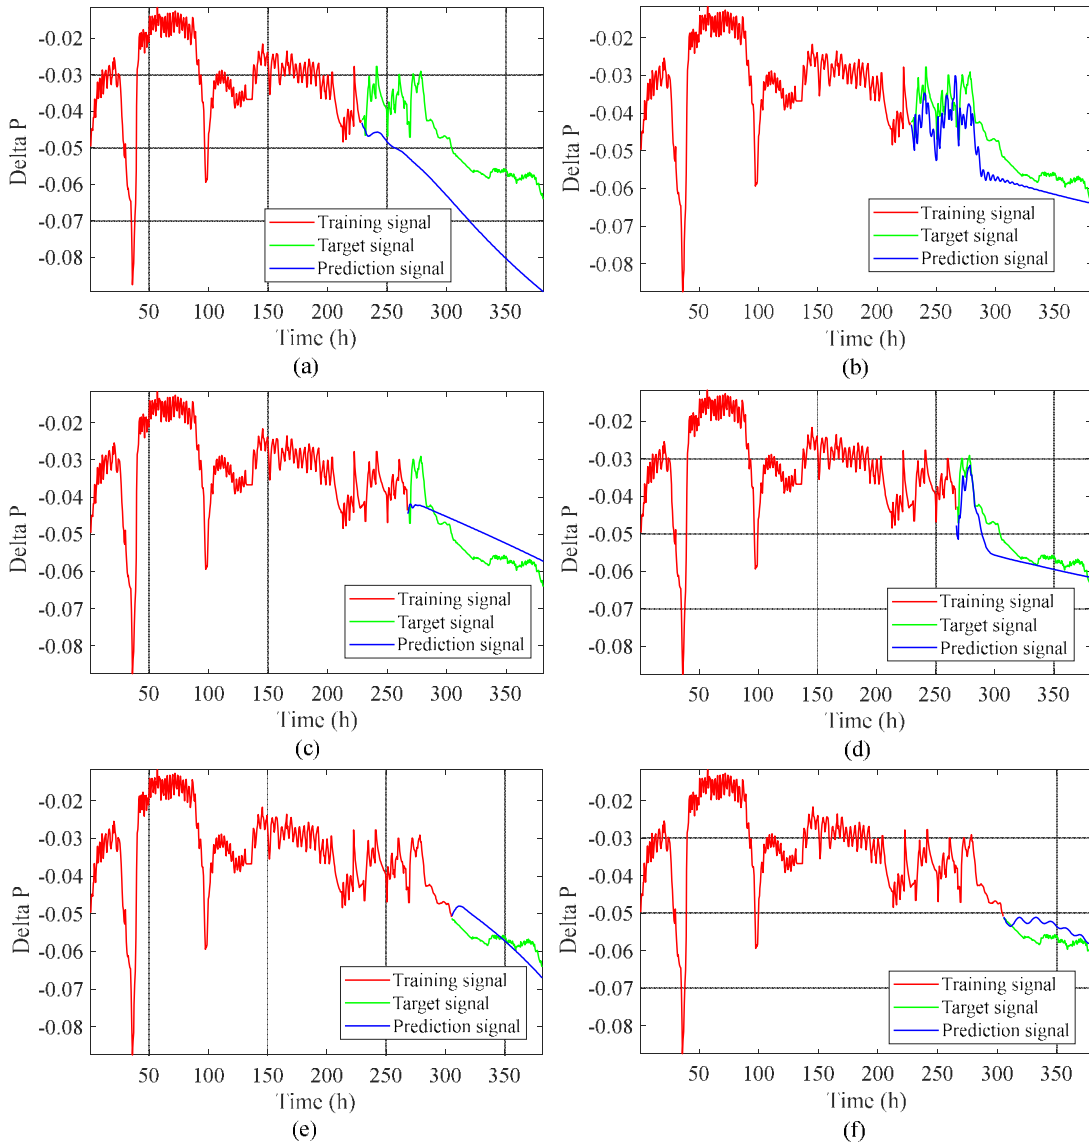 -0.02
-0.03
-0.04
-0.05
-0.06
-0.07
-0.08
Delta P
Training signal
Target signal
Prediction signal
50 100 150 200 250 300 350
Time (h)
(a)
-0.02
-0.03
-0.04
-0.05
-0.06
-0.07
-0.08
Delta P
Training signal
Target signal
Prediction signal
50 100 150 200 250 300 350
Time (h)
(b)
-0.02
-0.03
-0.04
-0.05
-0.06
-0.07
-0.08
Delta P
Training signal
Target signal
Prediction signal
50 100 150 200 250 300 350
Time (h)
(c)
-0.02
-0.03
-0.04
-0.05
-0.06
-0.07
-0.08
Delta P
Training signal
Target signal
Prediction signal
50 100 150 200 250 300 350
Time (h)
(d)
-0.02
-0.03
-0.04
-0.05
-0.06
-0.07
-0.08
Delta P
Training signal
Target signal
Prediction signal
50 100 150 200 250 300 350
Time (h)
(e)
-0.02
-0.03
-0.04
-0.05
-0.06
-0.07
-0.08
Delta P
Training signal
Target signal
Prediction signal
50 100 150 200 250 300 350
Time (h)
(f)